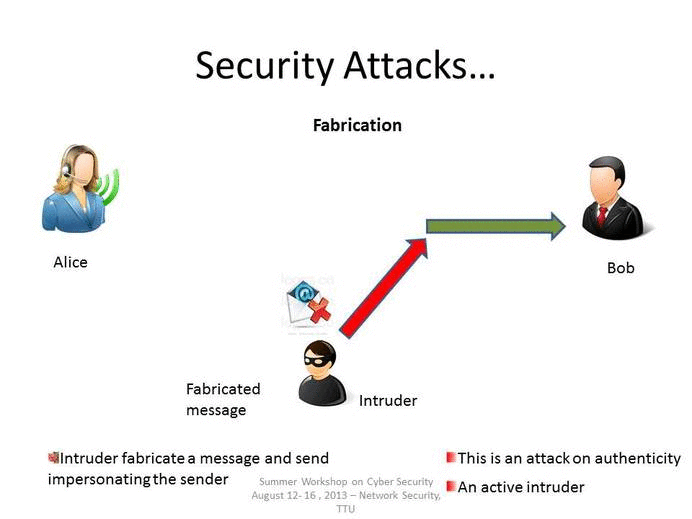 Security Attacks...
Fabrication
Alice
Bob
Fabricated
message
Intruder
Intruder fabricate a message and send
impersonating the sender
This is an attack on authenticity
An active intruder
Summer Workshop on Cyber Security
August 12- 16 , 2013 – Network Security,
TTU